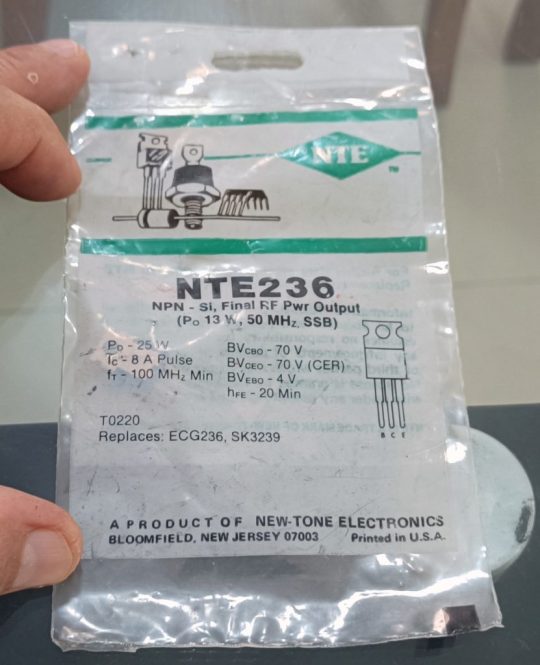 NTE
TM
NTE236
NPN - Si, Final RF Pwr Output
(Po 13 W, 50 MHz, SSB)
PD - 25 W
IC - 8 A Pulse
fT - 100 MHz Min
BVCBO - 70 V
BVCEO - 70 V (CER)
BVEBO - 4 V
hFE - 20 Min
T0220
Replaces: ECG236, SK3239
B C E
A PRODUCT OF NEW-TONE ELECTRONICS
BLOOMFIELD, NEW JERSEY 07003 Printed in U.S.A.